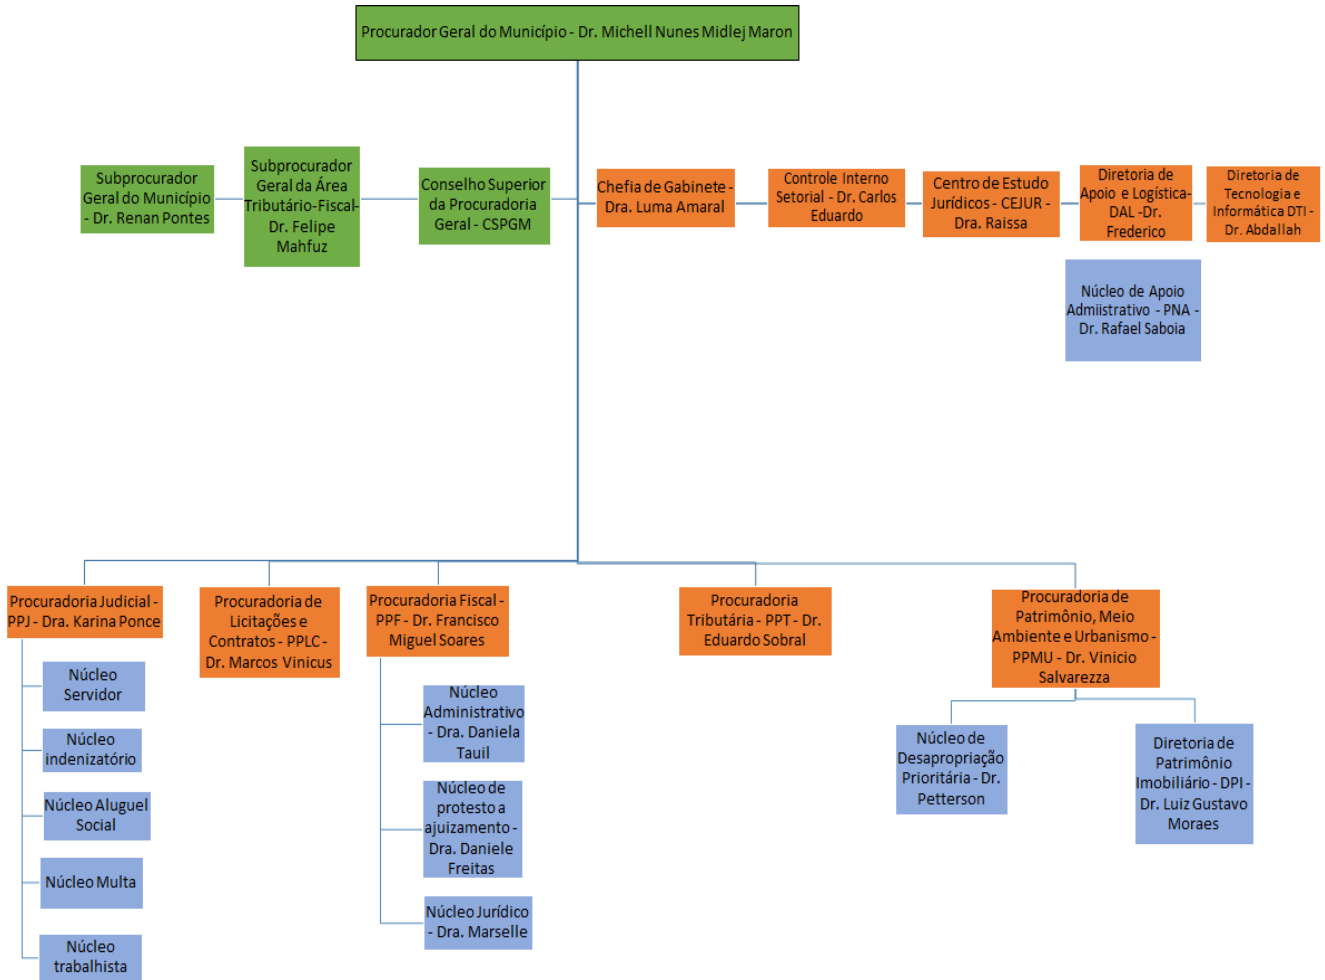 Procurador Geral do Município - Dr. Michell Nunes Midlej Maron
Subprocurador
Geral do Município
- Dr. Renan Pontes
Subprocurador
Geral da Área
Tributário-Fiscal-
Dr. Felipe
Mahfuz
Conselho Superior
da Procuradoria
Geral - CSPGM
Chefia de Gabinete -
Dra. Luma Amaral
Controle Interno
Setorial - Dr. Carlos
Eduardo
Centro de Estudo
Jurídicos - CEJUR -
Dra. Raissa
Diretoria de
Apoio e Logística-
DAL -Dr.
Frederico
Diretoria de
Tecnologia e
Informática DTI -
Dr. Abdallah
Núcleo de Apoio
Admiistrativo - PNA -
Dr. Rafael Saboia
Procuradoria Judicial -
PPJ - Dra. Karina Ponce
Procuradoria de
Licitações e
Contratos - PPLC -
Dr. Marcos Vinicus
Procuradoria Fiscal -
PPF - Dr. Francisco
Miguel Soares
Procuradoria
Tributária - PPT - Dr.
Eduardo Sobral
Procuradoria de
Patrimônio, Meio
Ambiente e Urbanismo -
PPMU - Dr. Vinicio
Salvarezza
Núcleo
Servidor
Núcleo
indenizatório
Núcleo Aluguel
Social
Núcleo Multa
Núcleo
trabalhista
Núcleo
Administrativo
- Dra. Daniela
Tauil
Núcleo de
protesto a
ajuizamento -
Dra. Daniele
Freitas
Núcleo Jurídico
- Dra. Marselle
Núcleo de
Desapropriação
Prioritária - Dr.
Petterson
Diretoria de
Patrimônio
Imobiliário - DPI -
Dr. Luiz Gustavo
Moraes